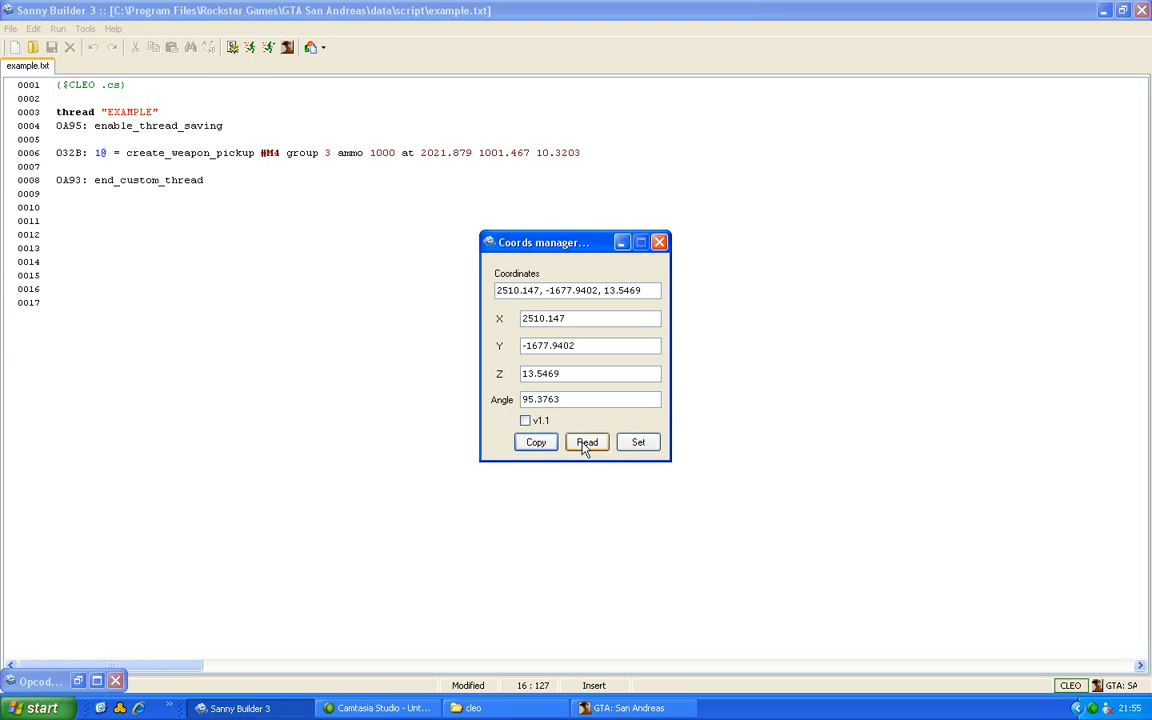 Sanny Builder 3 :: [C:\Program Files\Rockstar Games\GTA San Andreas\data\script\example.txt]
File Edit Run Tools Help
example.txt
0001 {$CLEO .cs}
0002
0003 thread "EXAMPLE"
0004 0A95: enable_thread_saving
0005
0006 032B: 1@ = create_weapon_pickup #M4 group 3 ammo 1000 at 2021.879 1001.467 10.3203
0007
0008 0A93: end_custom_thread
0009
0010
0011
0012
0013
0014
0015
0016
0017
Coords manager...
Coordinates
2510.147, -1677.9402, 13.5469
X 2510.147
Y -1677.9402
Z 13.5469
Angle 95.3763
v1.1
Copy Read Set
Opcod...
Modified 16 : 127 Insert CLEO GTA: SA
start Sanny Builder 3 Camtasia Studio - Unt... cleo GTA: San Andreas 21:55